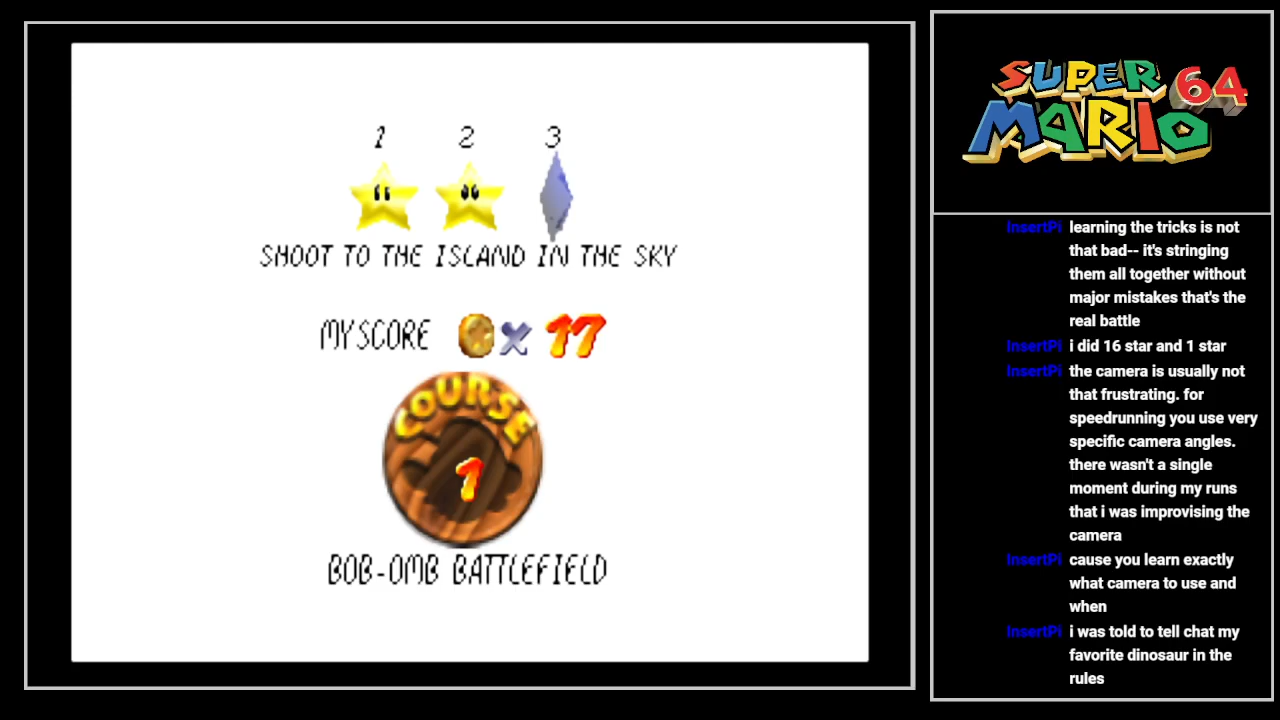 1 2 3
SHOOT TO THE ISLAND IN THE SKY
MY SCORE × 17
COURSE
1
BOB-OMB BATTLEFIELD
SUPER
MARIO 64
InsertPi learning the tricks is not
that bad-- it's stringing
them all together without
major mistakes that's the
real battle
InsertPi i did 16 star and 1 star
InsertPi the camera is usually not
that frustrating. for
speedrunning you use very
specific camera angles.
there wasn't a single
moment during my runs
that i was improvising the
camera
InsertPi cause you learn exactly
what camera to use and
when
InsertPi i was told to tell chat my
favorite dinosaur in the
rules